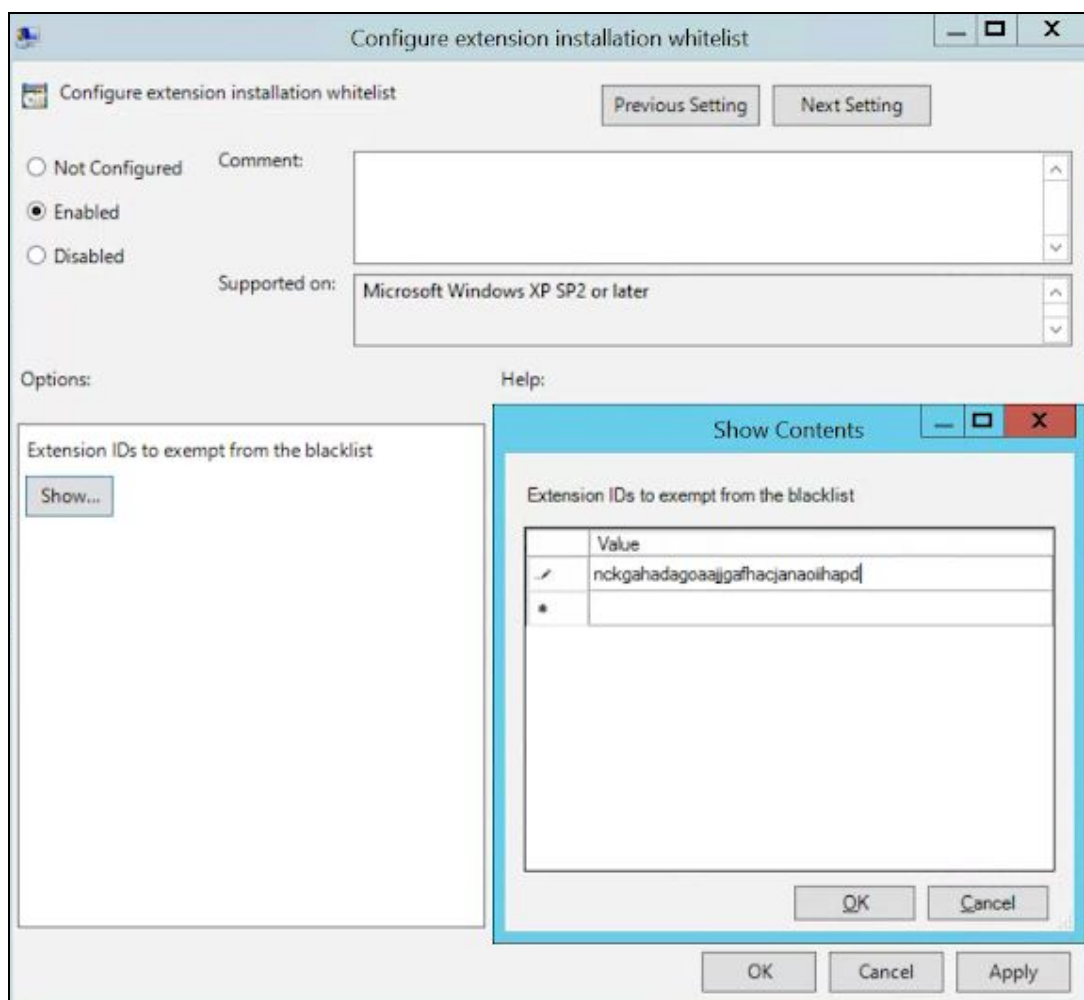 Configure extension installation whitelist
Configure extension installation whitelist
Previous Setting
Next Setting
Not Configured
Comment:
Enabled
Disabled
Supported on:
Microsoft Windows XP SP2 or later
Options:
Help:
Extension IDs to exempt from the blacklist
Show...
Show Contents
Extension IDs to exempt from the blacklist
Value
nckgahadagoaajjgafhacjanaoiihapd
OK
Cancel
OK
Cancel
Apply